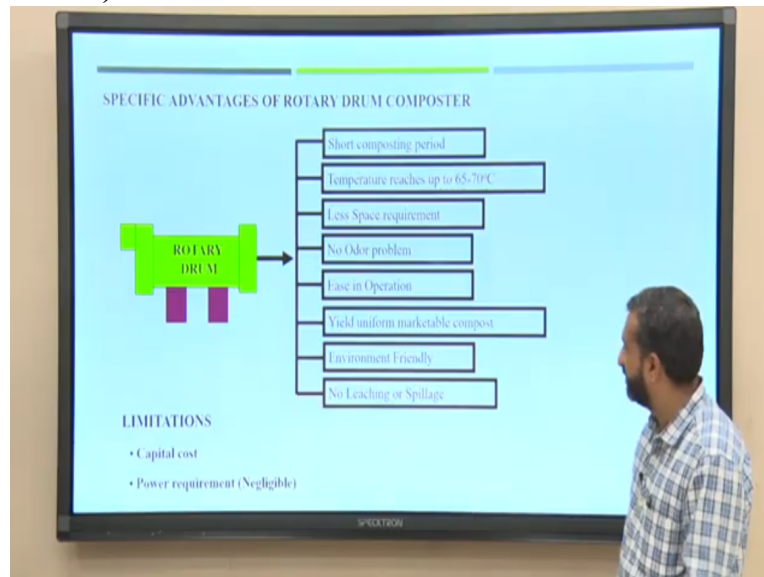 SPECIFIC ADVANTAGES OF ROTARY DRUM COMPOSTER
Short composting period
Temperature reaches up to 65-70°C
Less Space requirement
No Odor problem
ROTARY
DRUM
Ease in Operation
Yield uniform marketable compost
Environment Friendly
No Leaching or Spillage
LIMITATIONS
• Capital cost
• Power requirement (Negligible)
SPECKTRON